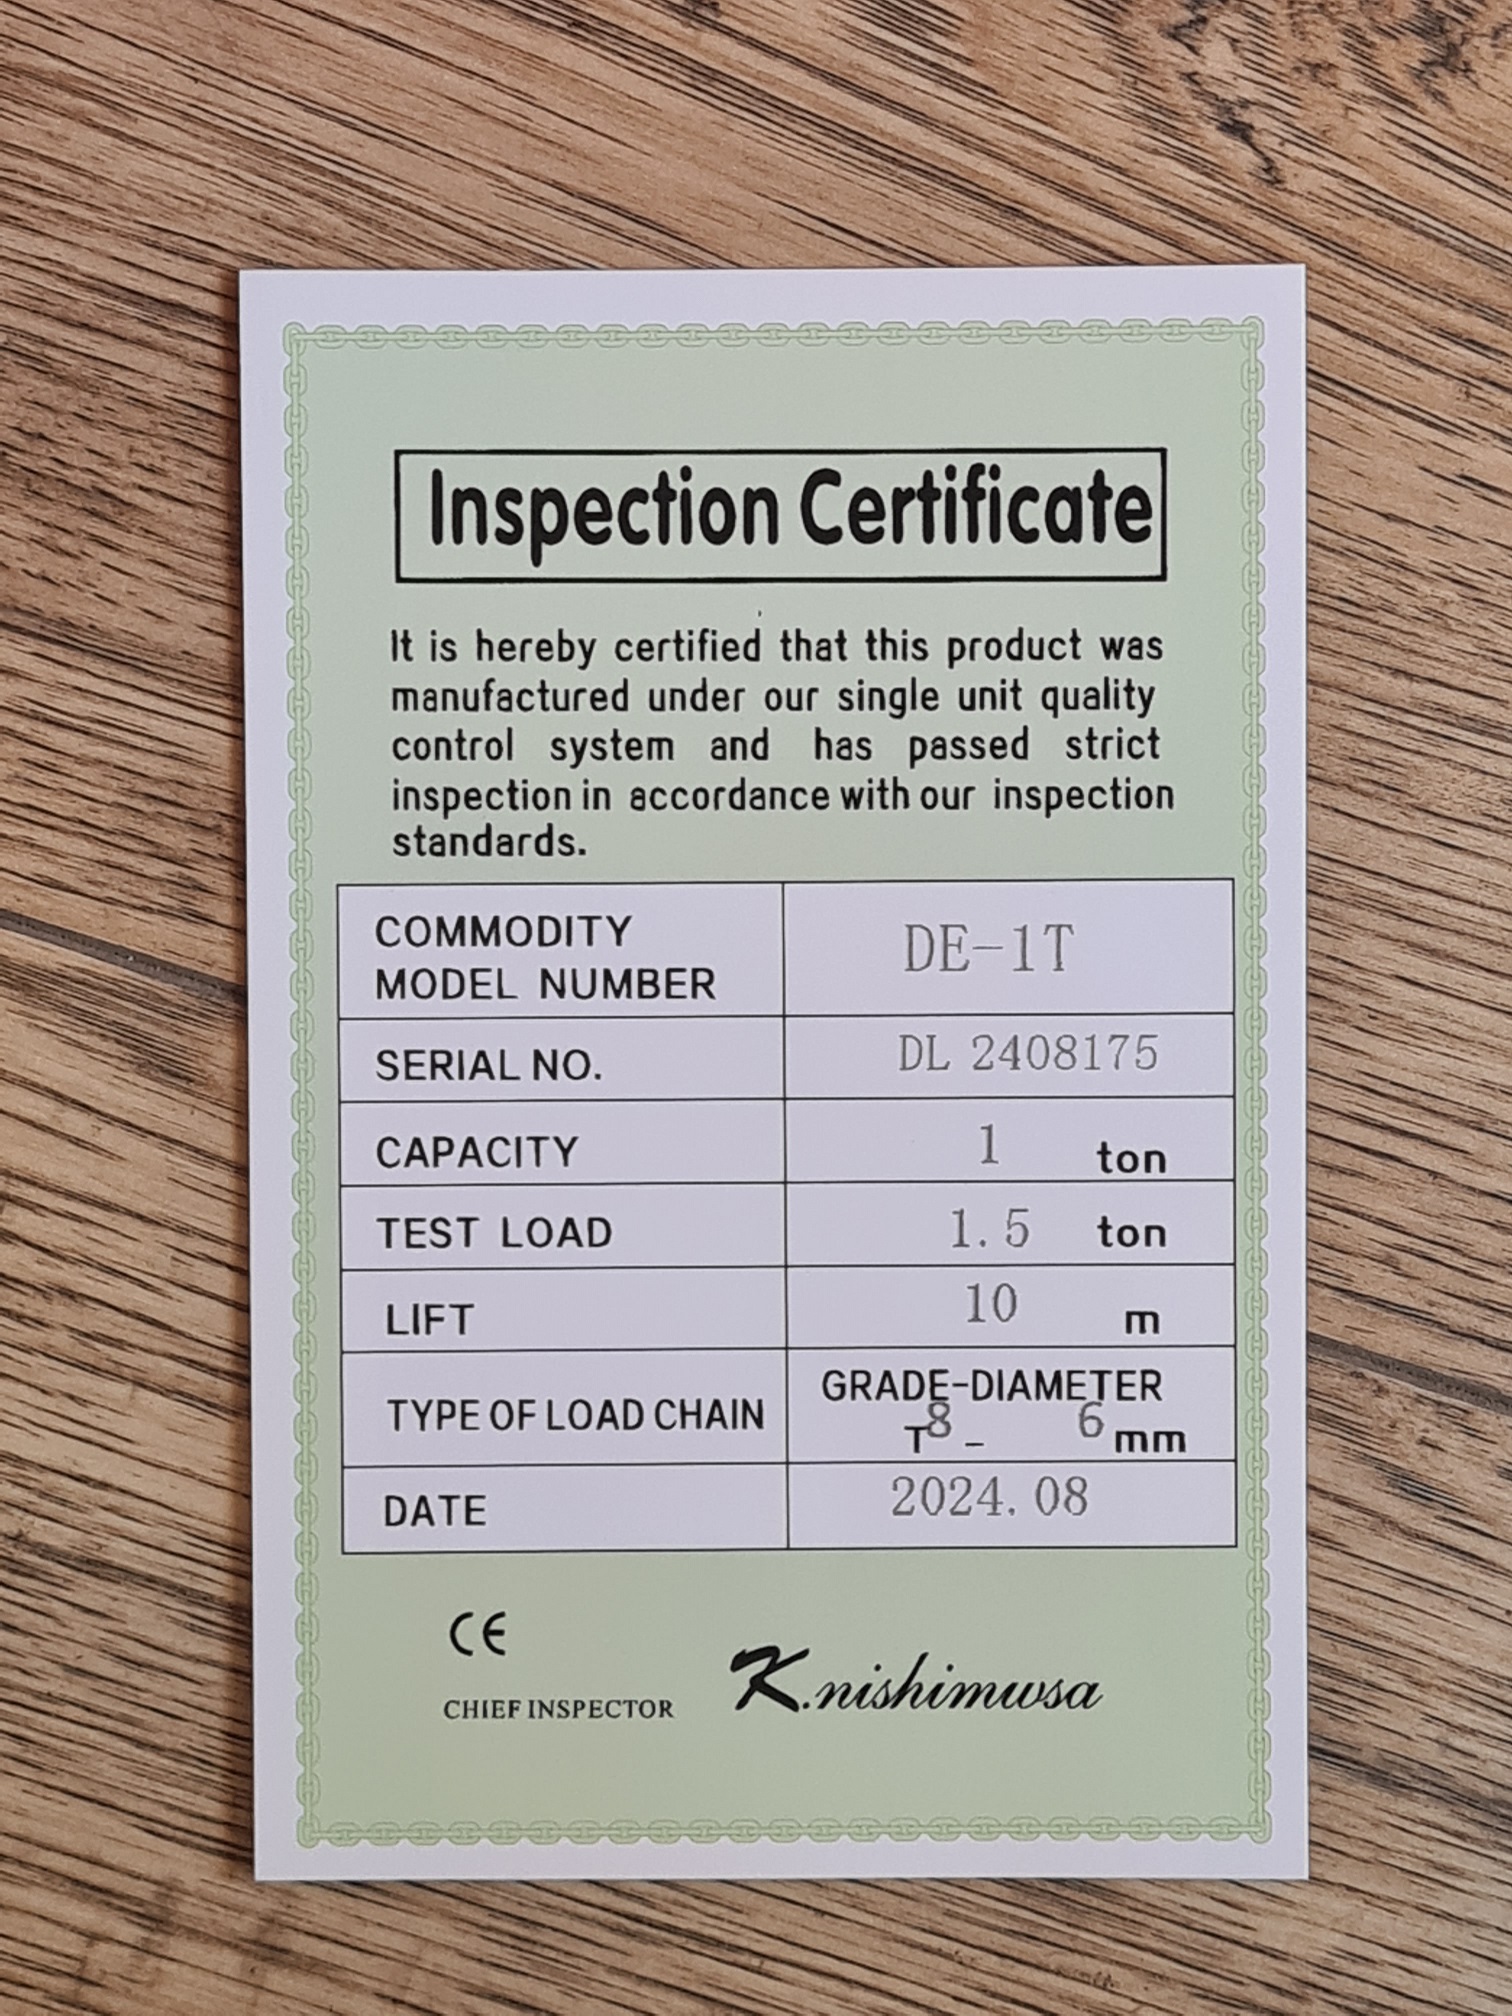 Inspection Certificate
It is hereby certified that this product was
manufactured under our single unit quality
control system and has passed strict
inspection in accordance with our inspection
standards.
COMMODITY
MODEL NUMBER
DE-1T
SERIAL NO.
DL 2408175
CAPACITY
1 ton
TEST LOAD
1.5 ton
LIFT
10 m
TYPE OF LOAD CHAIN
GRADE-DIAMETER
T8 - 6 mm
DATE
2024.08
CE
CHIEF INSPECTOR
K.nishimwsa